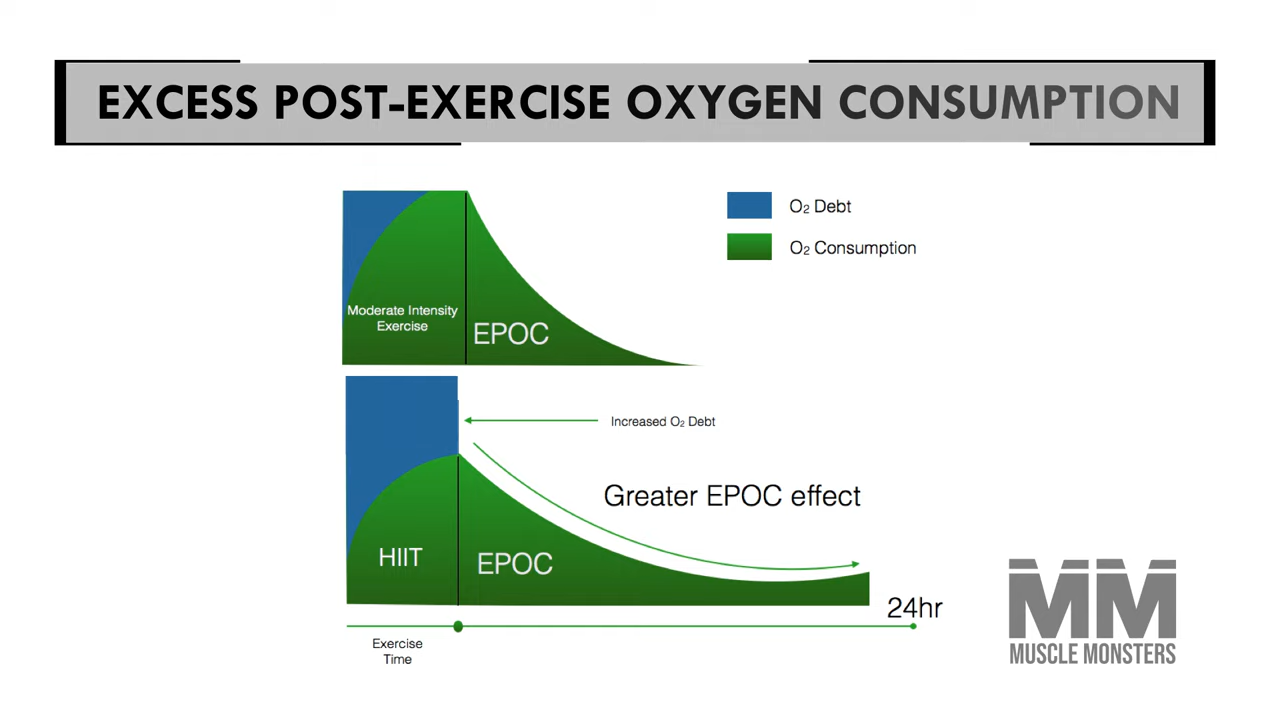 EXCESS POST-EXERCISE OXYGEN CONSUMPTION
O₂ Debt
O₂ Consumption
Moderate Intensity
Exercise
EPOC
Increased O₂ Debt
Greater EPOC effect
HIIT
EPOC
24hr
Exercise
Time
MM
MUSCLE MONSTERS